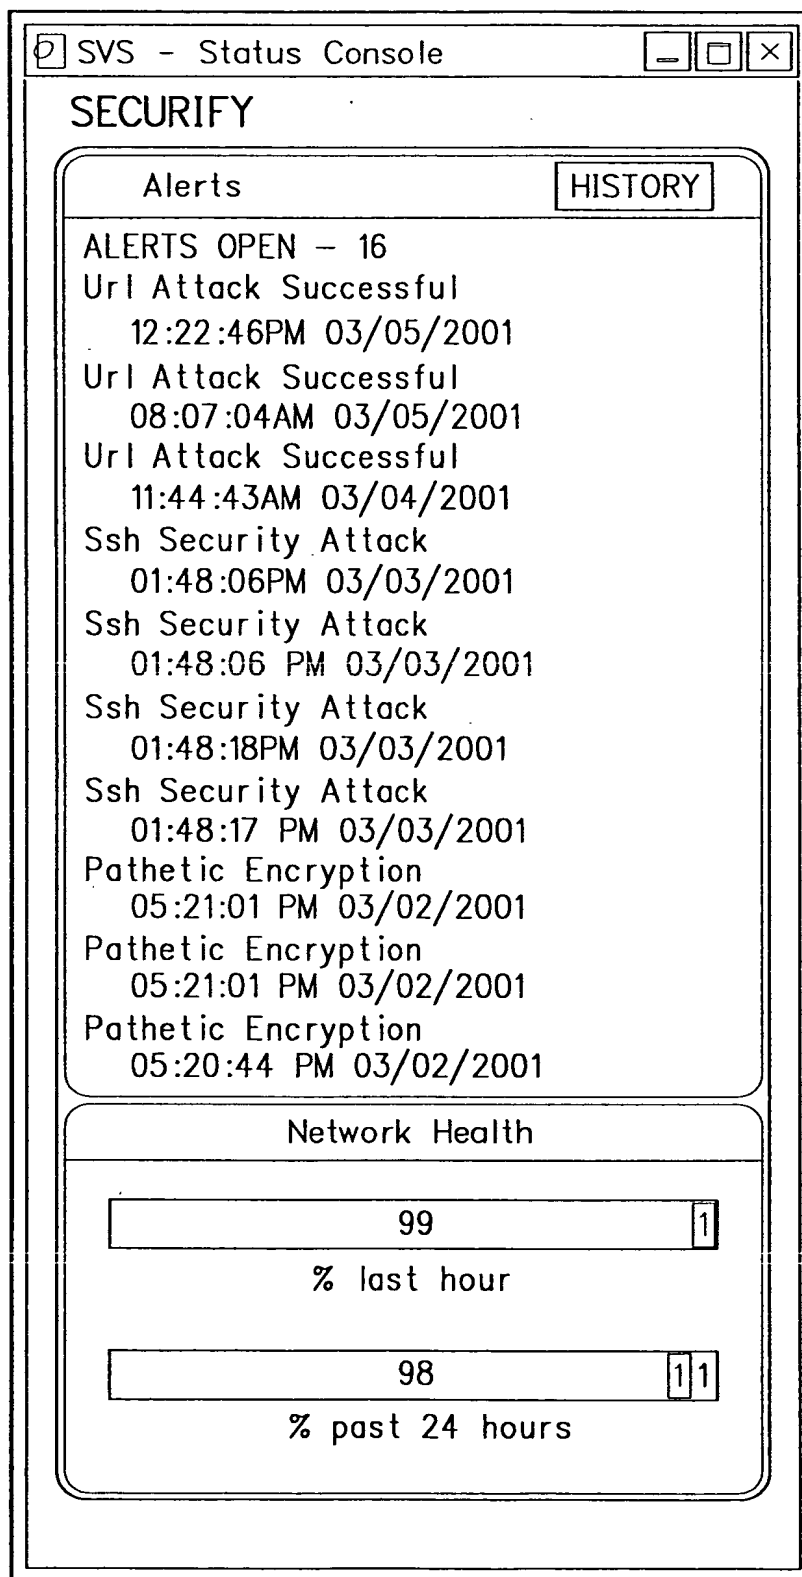 SVS - Status Console
SECURIFY
Alerts HISTORY
ALERTS OPEN - 16
Url Attack Successful
12:22:46PM 03/05/2001
Url Attack Successful
08:07:04AM 03/05/2001
Url Attack Successful
11:44:43AM 03/04/2001
Ssh Security Attack
01:48:06PM 03/03/2001
Ssh Security Attack
01:48:06 PM 03/03/2001
Ssh Security Attack
01:48:18PM 03/03/2001
Ssh Security Attack
01:48:17 PM 03/03/2001
Pathetic Encryption
05:21:01 PM 03/02/2001
Pathetic Encryption
05:21:01 PM 03/02/2001
Pathetic Encryption
05:20:44 PM 03/02/2001
Network Health
99 1
% last hour
98 1 1
% past 24 hours